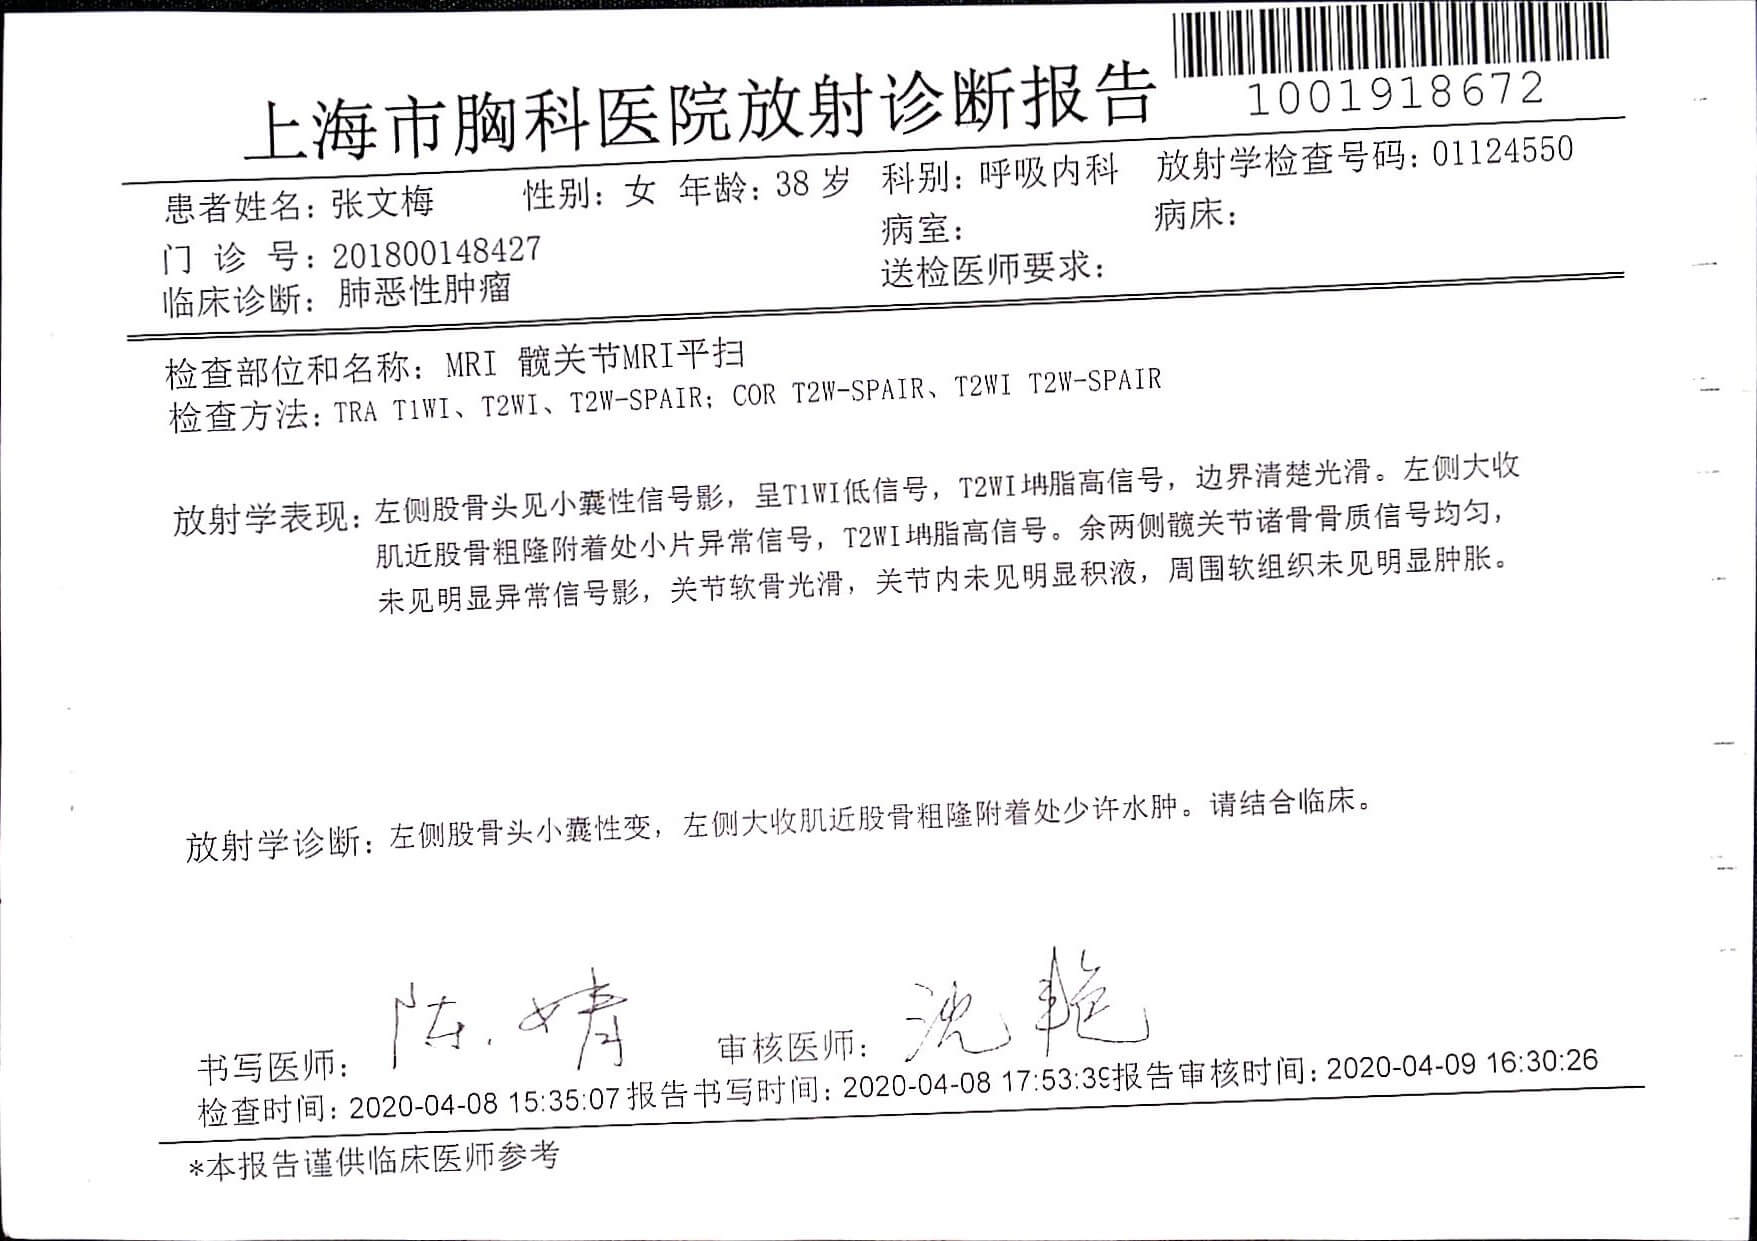 1001918672
上海市胸科医院放射诊断报告
患者姓名：张文梅 性别：女 年龄：38 岁 科别：呼吸内科 放射学检查号码：01124550
门 诊 号：201800148427 病室： 病床：
临床诊断：肺恶性肿瘤 送检医师要求：
检查部位和名称：MRI 髋关节MRI平扫
检查方法：TRA T1WI、T2WI、T2W-SPAIR；COR T2W-SPAIR、T2WI T2W-SPAIR
放射学表现：左侧股骨头见小囊性信号影，呈T1WI低信号，T2WI 脂高信号，边界清楚光滑。左侧大收
肌近股骨粗隆附着处小片异常信号，T2WI 脂高信号。余两侧髋关节诸骨骨质信号均匀，
未见明显异常信号影，关节软骨光滑，关节内未见明显积液，周围软组织未见明显肿胀。
放射学诊断：左侧股骨头小囊性变，左侧大收肌近股骨粗隆附着处少许水肿。请结合临床。
书写医师：陈婧 审核医师：沈艳
检查时间：2020-04-08 15:35:07 报告书写时间：2020-04-08 17:53:39 报告审核时间：2020-04-09 16:30:26
*本报告谨供临床医师参考